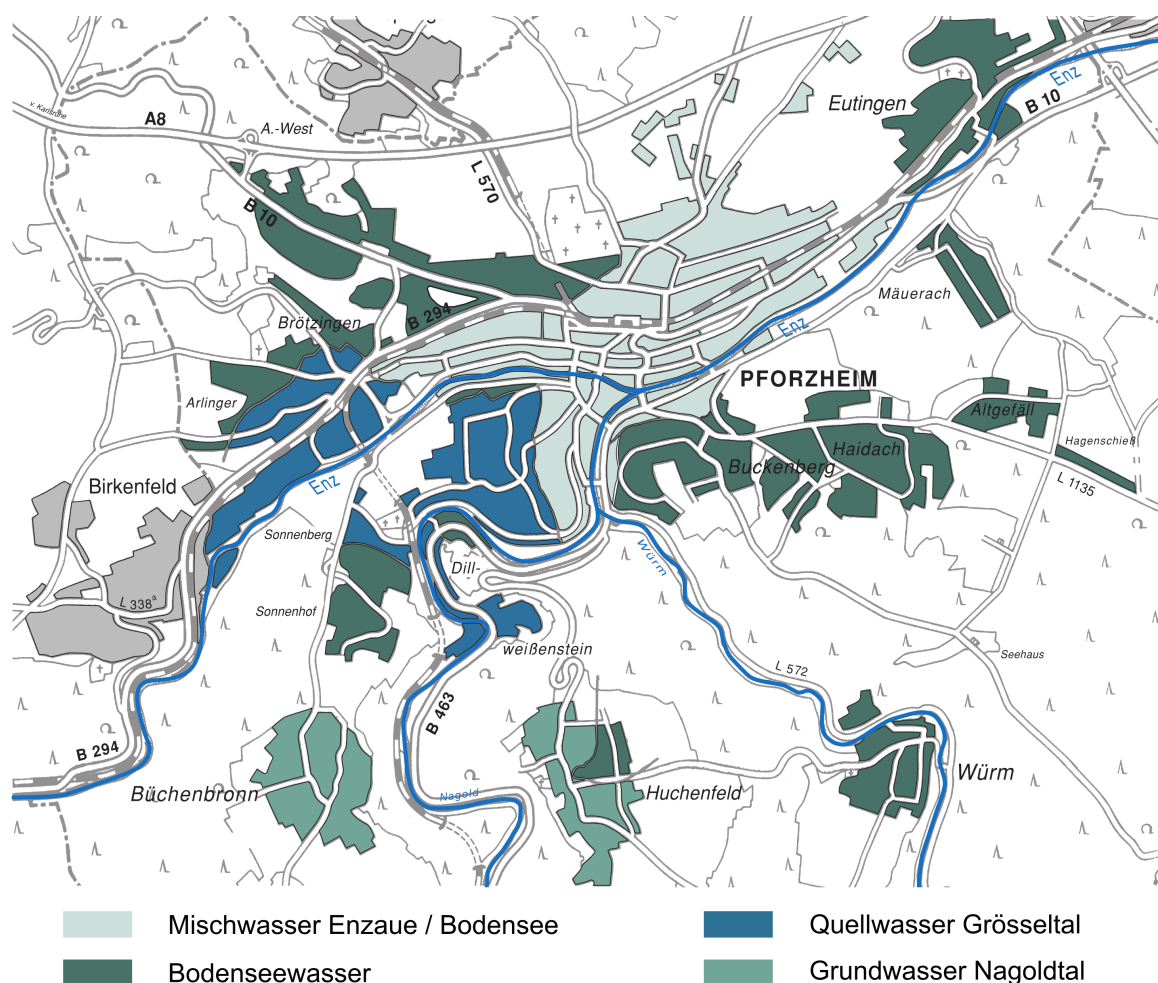 v. Karlsruhe
A8
A.-West
L 570
Eutingen
Enz
B 10
B 10
Mäuerach
Brötzingen
B 294
Enz
PFORZHEIM
Arlinger
Altgefäll
Hagenschieß
Haidach
Buckenberg
L 1135
Birkenfeld
Enz
Sonnenberg
Würm
Dill-
L 338a
Sonnenhof
weißenstein
Seehaus
L 572
B 463
B 294
Würm
Büchenbronn
Nagold
Huchenfeld
Mischwasser Enzaue / Bodensee
Quellwasser Grösseltal
Bodenseewasser
Grundwasser Nagoldtal